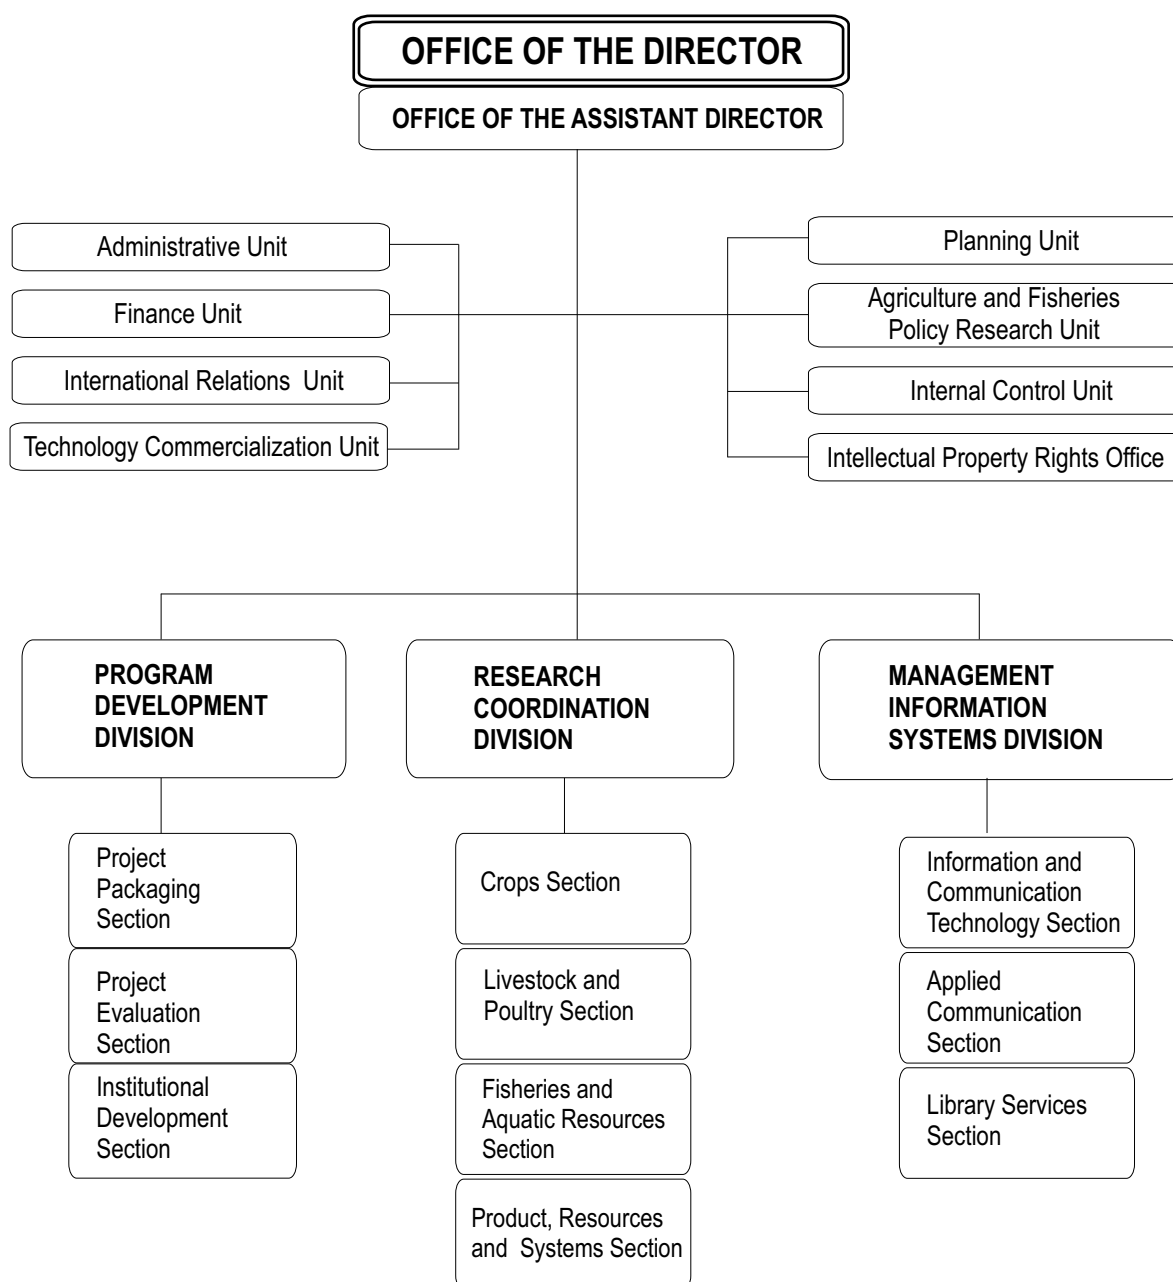 OFFICE OF THE DIRECTOR
OFFICE OF THE ASSISTANT DIRECTOR
Administrative Unit
Finance Unit
International Relations Unit
Technology Commercialization Unit
Planning Unit
Agriculture and Fisheries
Policy Research Unit
Internal Control Unit
Intellectual Property Rights Office
PROGRAM
DEVELOPMENT
DIVISION
Project
Packaging
Section
Project
Evaluation
Section
Institutional
Development
Section
RESEARCH
COORDINATION
DIVISION
Crops Section
Livestock and
Poultry Section
Fisheries and
Aquatic Resources
Section
Product, Resources
and Systems Section
MANAGEMENT
INFORMATION
SYSTEMS DIVISION
Information and
Communication
Technology Section
Applied
Communication
Section
Library Services
Section